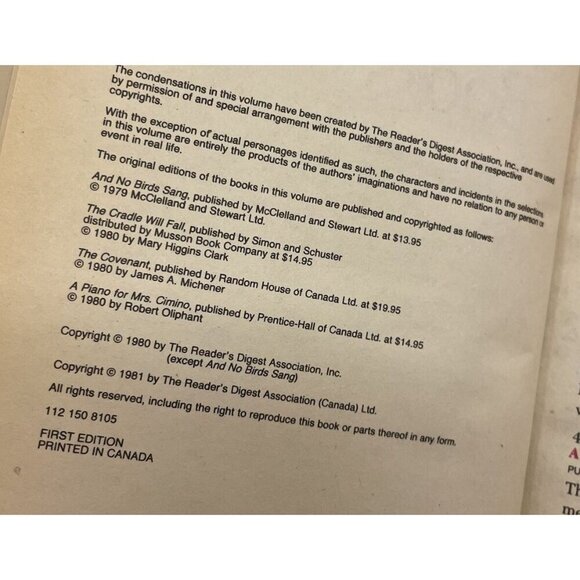 The condensations in this volume have been created by The Reader's Digest Association, Inc., and are used
by permission of and special arrangement with the publishers and the holders of the respective
copyrights.
With the exception of actual personages identified as such, the characters and incidents in the selections
in this volume are entirely the products of the authors' imaginations and have no relation to any person or
event in real life.
The original editions of the books in this volume are published and copyrighted as follows:
And No Birds Sang, published by McClelland and Stewart Ltd. at $13.95
© 1979 McClelland and Stewart Ltd.
The Cradle Will Fall, published by Simon and Schuster
distributed by Musson Book Company at $14.95
© 1980 by Mary Higgins Clark
The Covenant, published by Random House of Canada Ltd. at $19.95
© 1980 by James A. Michener
A Piano for Mrs. Cimino, published by Prentice-Hall of Canada Ltd. at $14.95
© 1980 by Robert Oliphant
Copyright © 1980 by The Reader's Digest Association, Inc.
(except And No Birds Sang)
Copyright © 1981 by The Reader's Digest Association (Canada) Ltd.
All rights reserved, including the right to reproduce this book or parts thereof in any form.
112 150 8105
FIRST EDITION
PRINTED IN CANADA
4
A
PU
Th
me